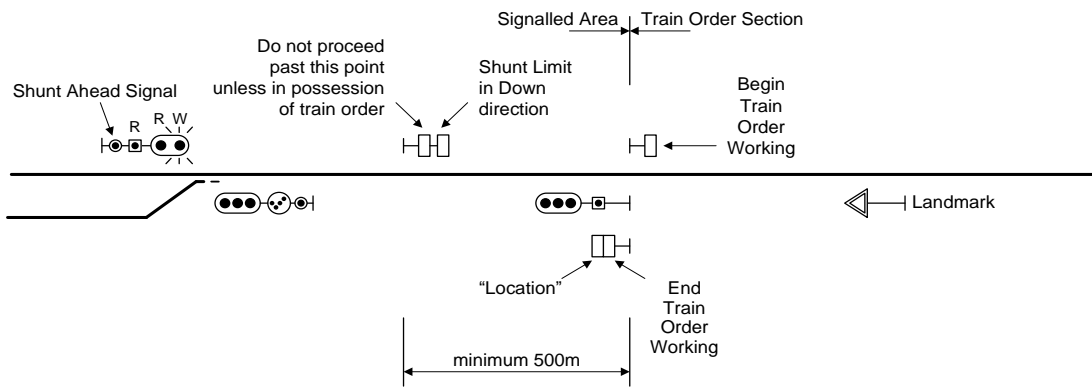 Signalled Area
Train Order Section
Do not proceed
past this point
unless in possession
of train order
Shunt Limit
in Down
direction
Shunt Ahead Signal
R
R W
Begin
Train
Order
Working
Landmark
“Location”
End
Train
Order
Working
minimum 500m